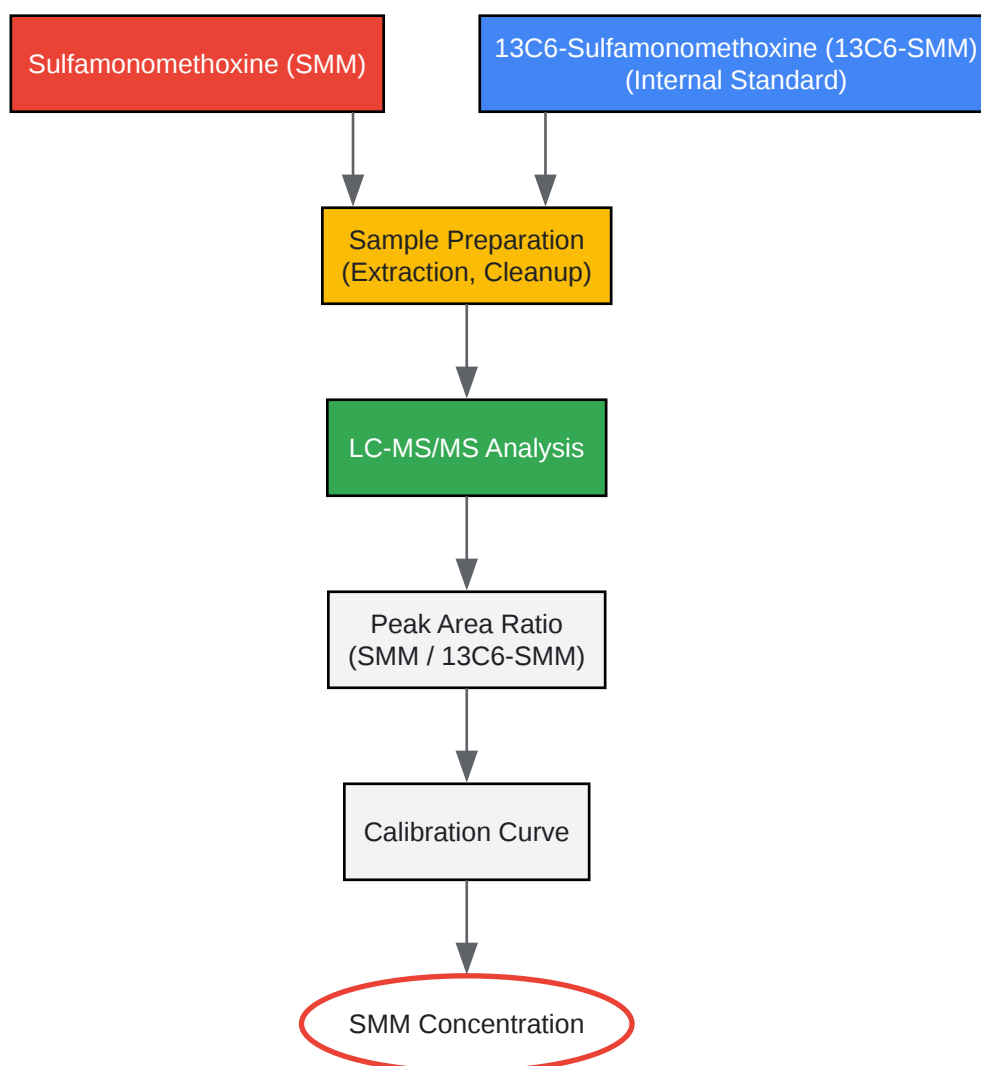 Sulfamonomethoxine (SMM)
13C6-Sulfamonomethoxine (13C6-SMM)
(Internal Standard)
Sample Preparation
(Extraction, Cleanup)
LC-MS/MS Analysis
Peak Area Ratio
(SMM / 13C6-SMM)
Calibration Curve
SMM Concentration